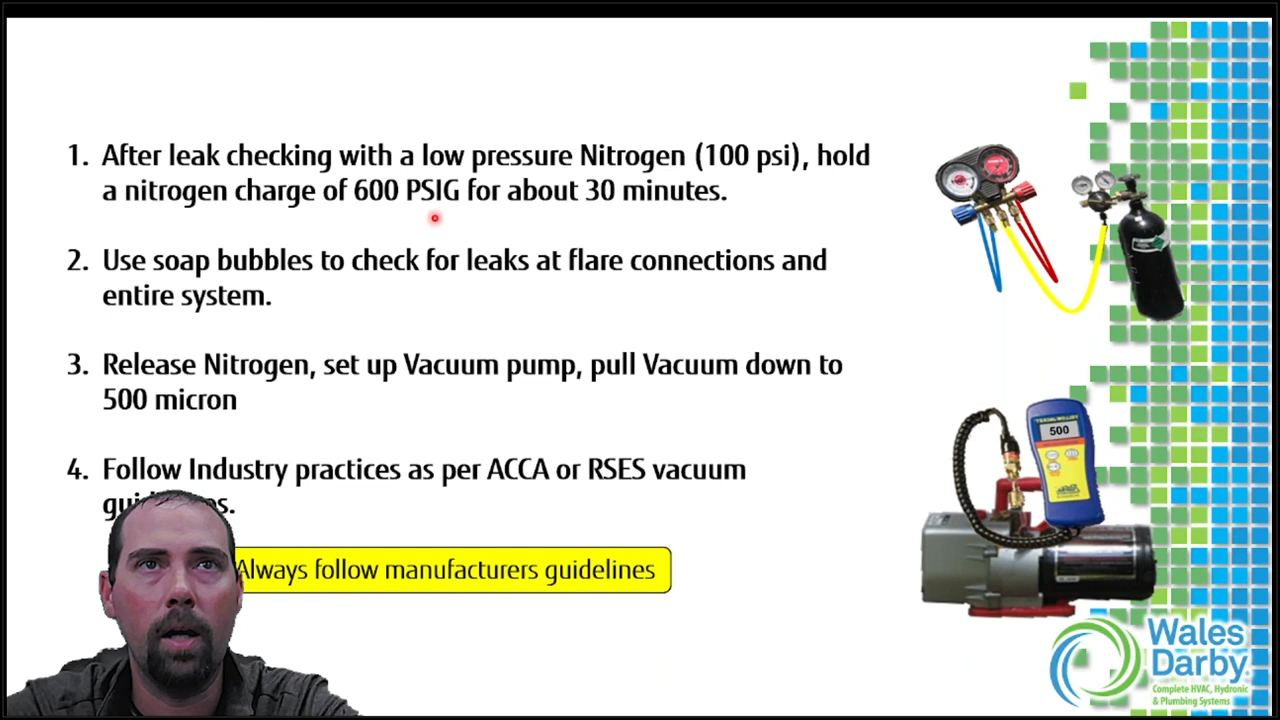 1. After leak checking with a low pressure Nitrogen (100 psi), hold
a nitrogen charge of 600 PSIG for about 30 minutes.
2. Use soap bubbles to check for leaks at flare connections and
entire system.
3. Release Nitrogen, set up Vacuum pump, pull Vacuum down to
500 micron
4. Follow Industry practices as per ACCA or RSES vacuum
Always follow manufacturers guidelines
500
Wales
Darby
Complete HVAC, Hydronic
& Plumbing Systems